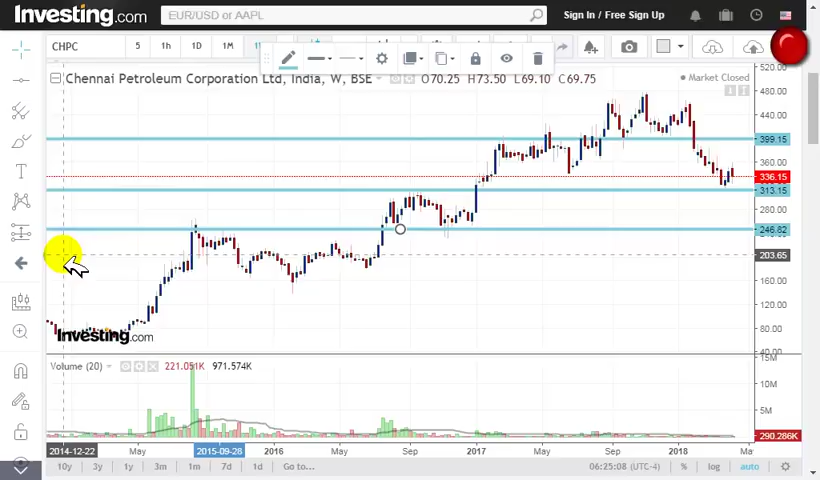 Investing.com
EUR/USD or AAPL
Sign In / Free Sign Up
CHPC
5 1h 1D 1M
Chennai Petroleum Corporation Ltd, India, W, BSE O70.25 H73.50 L69.10 C69.75
Market Closed
520.00
480.00
399.15
360.00
336.15
313.15
280.00
246.82
203.65
160.00
120.00
80.00
40.00
Investing.com
Volume (20) 221.051K 971.574K
15M
10M
5M
290.286K
2014-12-22 May 2015-09-28 2016 May Sep 2017 May Sep 2018 Ma
10y 3y 1y 3m 1m 7d 1d Go to... 06:25:08 (UTC-4) % log auto